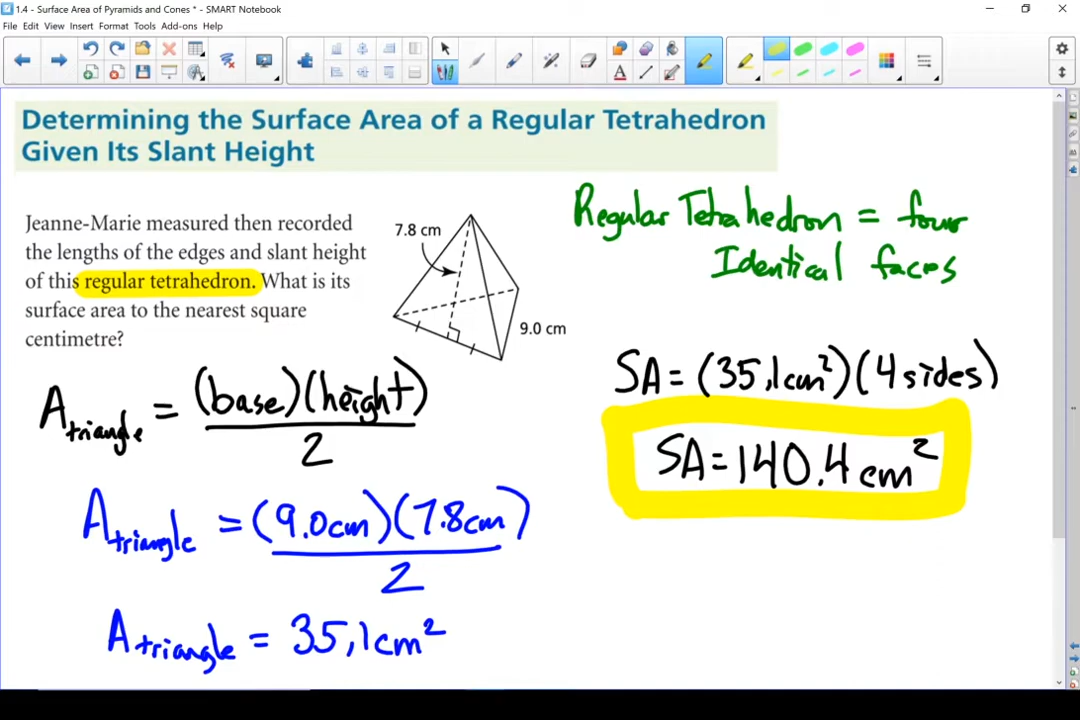 1.4 - Surface Area of Pyramids and Cones * - SMART Notebook
File Edit View Insert Format Tools Add-ons Help
Determining the Surface Area of a Regular Tetrahedron
Given Its Slant Height
Jeanne-Marie measured then recorded
the lengths of the edges and slant height
of this regular tetrahedron. What is its
surface area to the nearest square
centimetre?
7.8 cm
9.0 cm
Regular Tetrahedron = four
Identical faces
A triangle = (base)(height)
2
A triangle = (9.0cm)(7.8cm)
2
A triangle = 35,1cm²
SA = (35,1cm²)(4 sides)
SA = 140.4 cm²